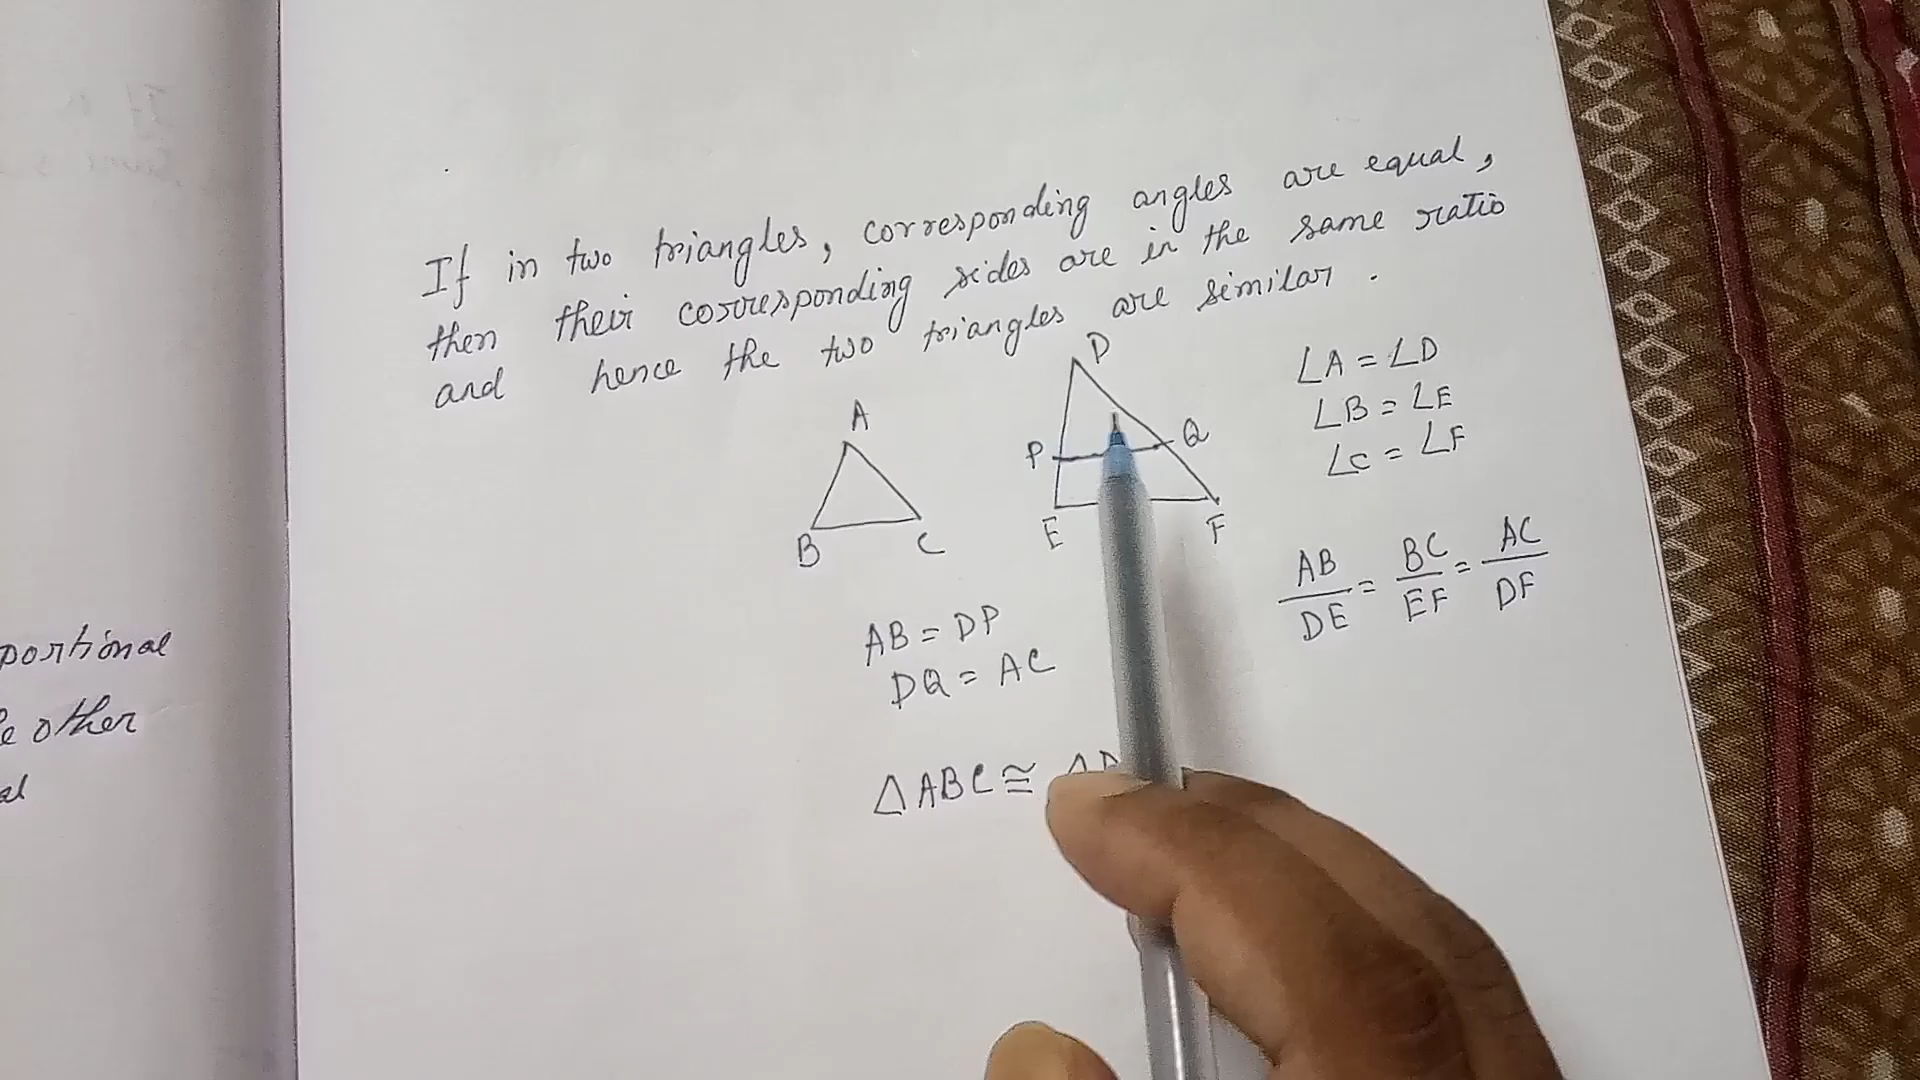 If in two triangles, corresponding angles are equal,
then their corresponding sides are in the same ratio
and hence the two triangles are similar.
A
B
C
D
P
Q
E
F
∠A = ∠D
∠B = ∠E
∠C = ∠F
AB/DE = BC/EF = AC/DF
AB = DP
DQ = AC
△ABC ≅ △D
portional
other